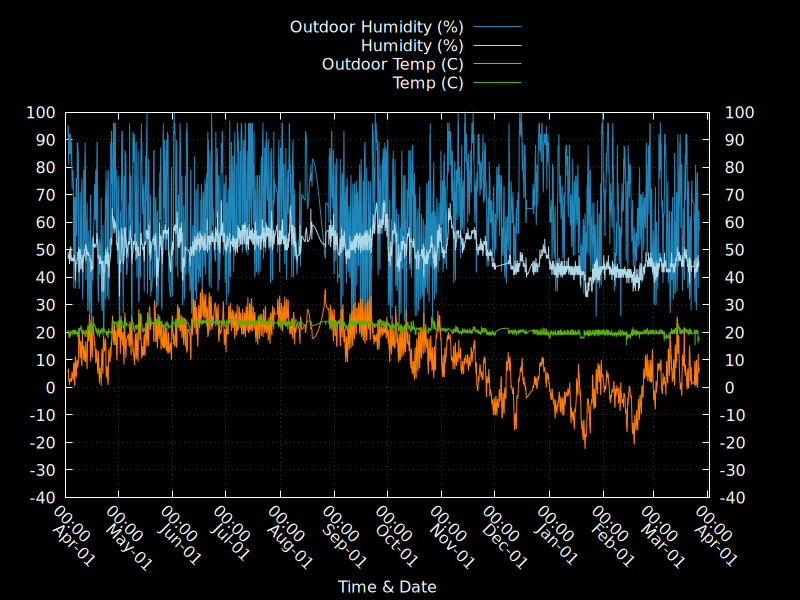 Outdoor Humidity (%)
Humidity (%)
Outdoor Temp (C)
Temp (C)
100 100
90 90
80 80
70 70
60 60
50 50
40 40
30 30
20 20
10 10
0 0
-10 -10
-20 -20
-30 -30
-40 -40
00:00 Apr-01
00:00 May-01
00:00 Jun-01
00:00 Jul-01
00:00 Aug-01
00:00 Sep-01
00:00 Oct-01
00:00 Nov-01
00:00 Dec-01
00:00 Jan-01
00:00 Feb-01
00:00 Mar-01
00:00 Apr-01
Time & Date